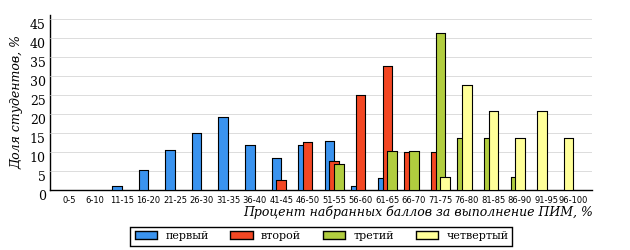 45
40
35
30
25
20
15
10
5
0
Доля студентов, %
0-5 6-10 11-15 16-20 21-25 26-30 31-35 36-40 41-45 46-50 51-55 56-60 61-65 66-70 71-75 76-80 81-85 86-90 91-95 96-100
Процент набранных баллов за выполнение ПИМ, %
первый второй третий четвертый